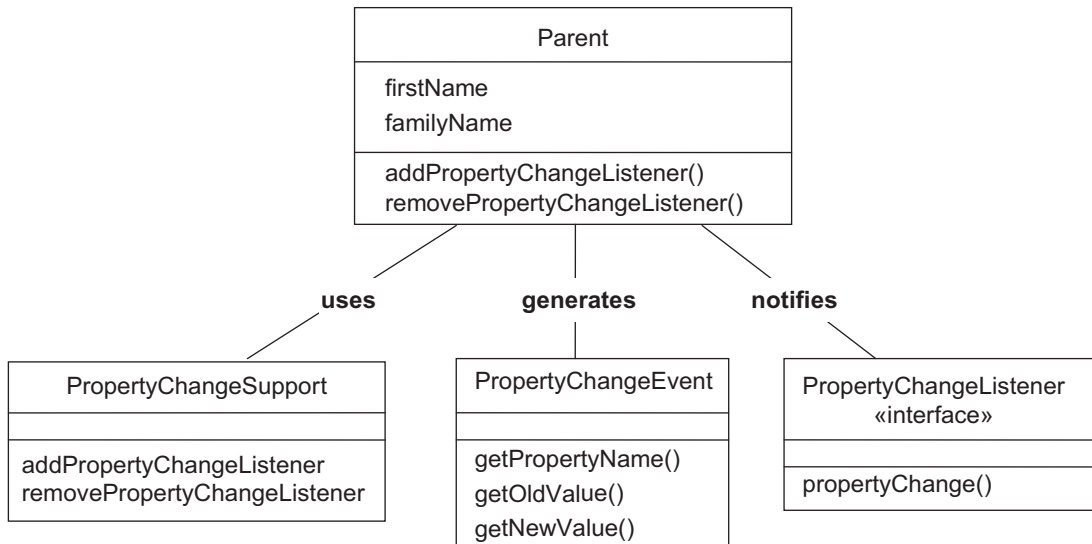 Parent
firstName
familyName
addPropertyChangeListener()
removePropertyChangeListener()
uses
generates
notifies
PropertyChangeSupport
addPropertyChangeListener
removePropertyChangeListener
PropertyChangeEvent
getPropertyName()
getOldValue()
getNewValue()
PropertyChangeListener
«interface»
propertyChange()